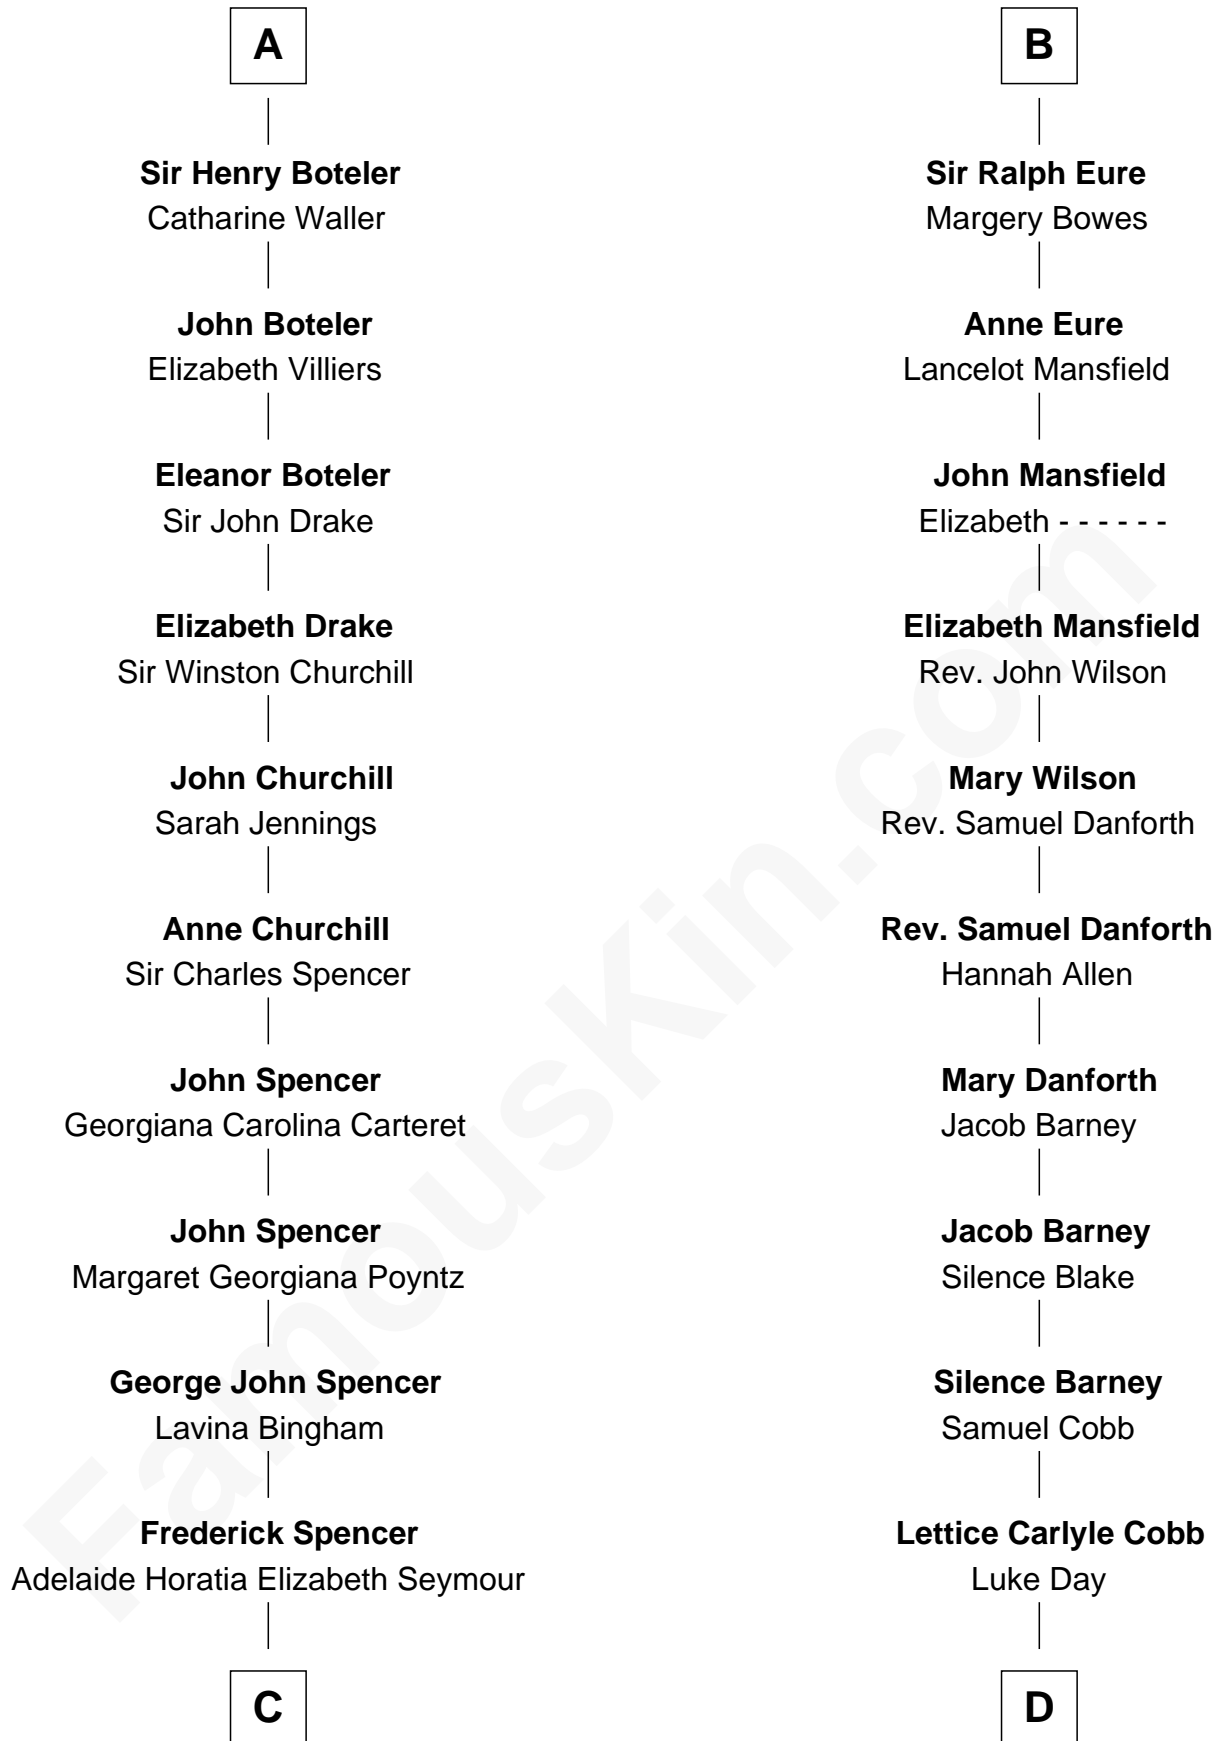 A
Sir Henry Boteler
Catharine Waller
John Boteler
Elizabeth Villiers
Eleanor Boteler
Sir John Drake
Elizabeth Drake
Sir Winston Churchill
John Churchill
Sarah Jennings
Anne Churchill
Sir Charles Spencer
John Spencer
Georgiana Carolina Carteret
John Spencer
Margaret Georgiana Poyntz
George John Spencer
Lavina Bingham
Frederick Spencer
Adelaide Horatia Elizabeth Seymour
C
B
Sir Ralph Eure
Margery Bowes
Anne Eure
Lancelot Mansfield
John Mansfield
Elizabeth - - - - - -
Elizabeth Mansfield
Rev. John Wilson
Mary Wilson
Rev. Samuel Danforth
Rev. Samuel Danforth
Hannah Allen
Mary Danforth
Jacob Barney
Jacob Barney
Silence Blake
Silence Barney
Samuel Cobb
Lettice Carlyle Cobb
Luke Day
D
FamousKin.com